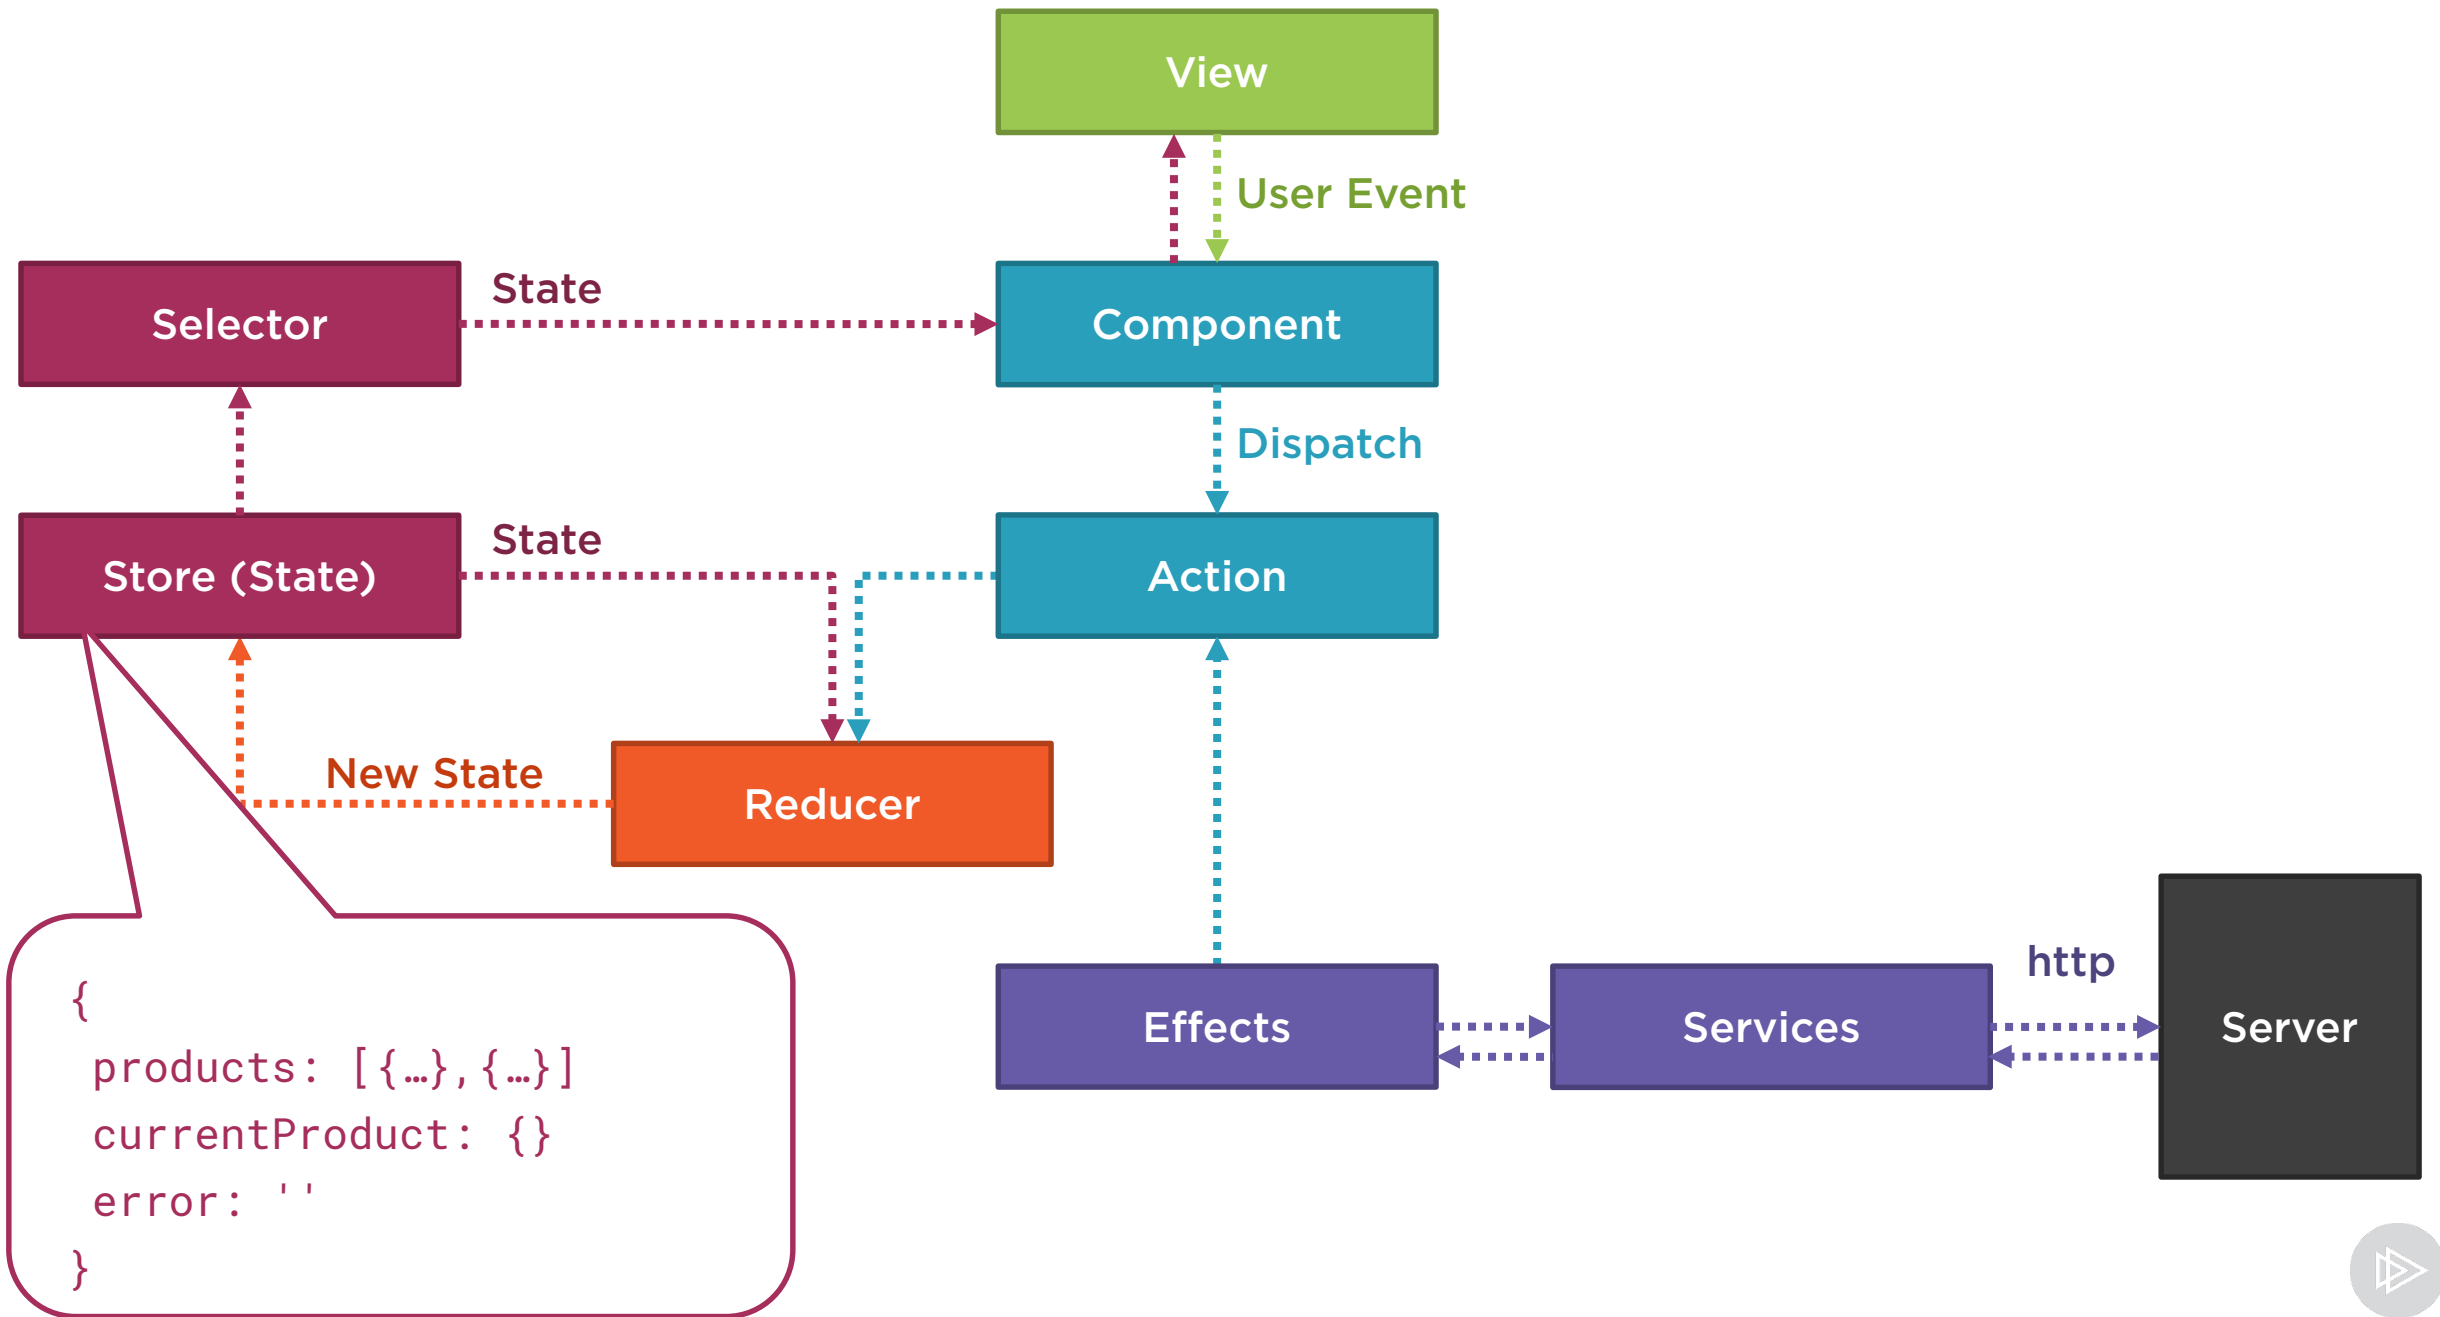 View
User Event
Selector
State
Component
Dispatch
Store (State)
State
Action
New State
Reducer
{
products: [{…},{…}]
currentProduct: {}
error: ''
}
Effects
Services
http
Server